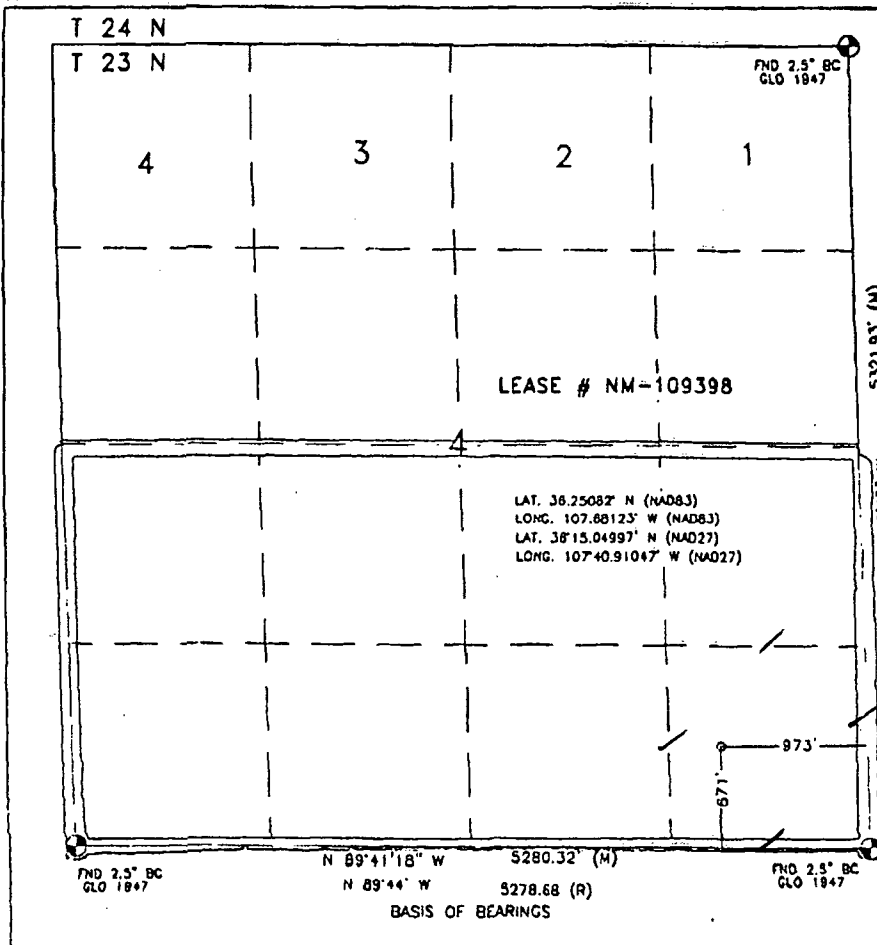 T 24 N
T 23 N
FND 2.5" BC
GLO 1947
4
3
2
1
5321.93' (M)
LEASE # NM-109398
4
LAT. 36.25082° N (NAD83)
LONG. 107.68123° W (NAD83)
LAT. 36°15.04997' N (NAD27)
LONG. 107°40.91047' W (NAD27)
973'
671'
N 89°41'18" W 5280.32' (M)
FND 2.5" BC
GLO 1947
N 89°44' W 5278.68 (R)
FND 2.5" BC
GLO 1947
BASIS OF BEARINGS